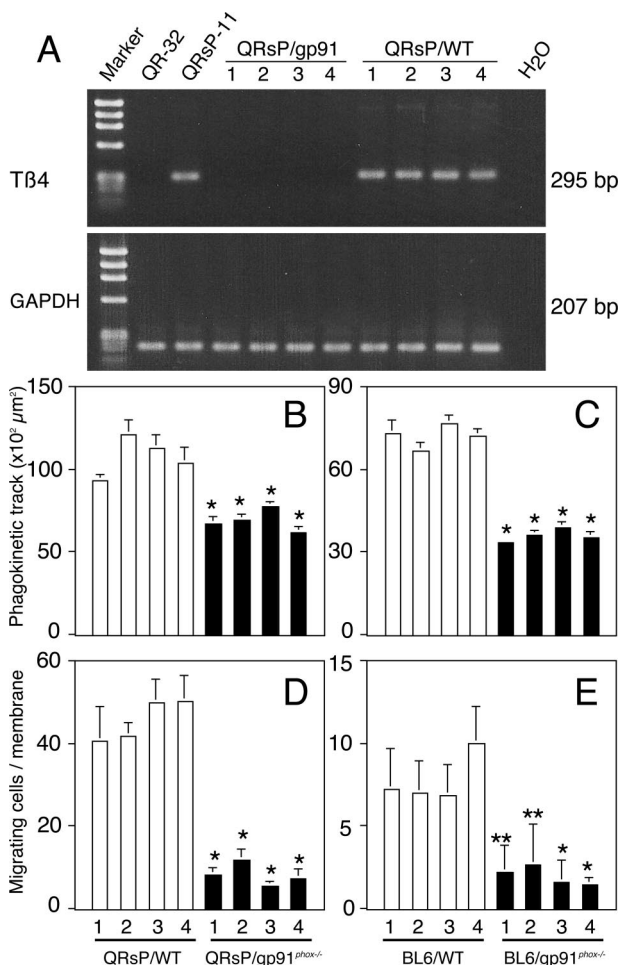 A
Marker QR-32 QRsP-11 QRsP/gp91 QRsP/WT H₂O
1 2 3 4 1 2 3 4
Tß4 295 bp
GAPDH 207 bp
Phagokinetic track (x10² µm²)
150 100 50 0
B
* * * *
90 60 30 0
C
* * * *
Migrating cells / membrane
60 40 20 0
D
* * * *
1 2 3 4 1 2 3 4
QRsP/WT QRsP/gp91phox-/-
15 10 5 0
E
** ** * *
1 2 3 4 1 2 3 4
BL6/WT BL6/gp91phox-/-